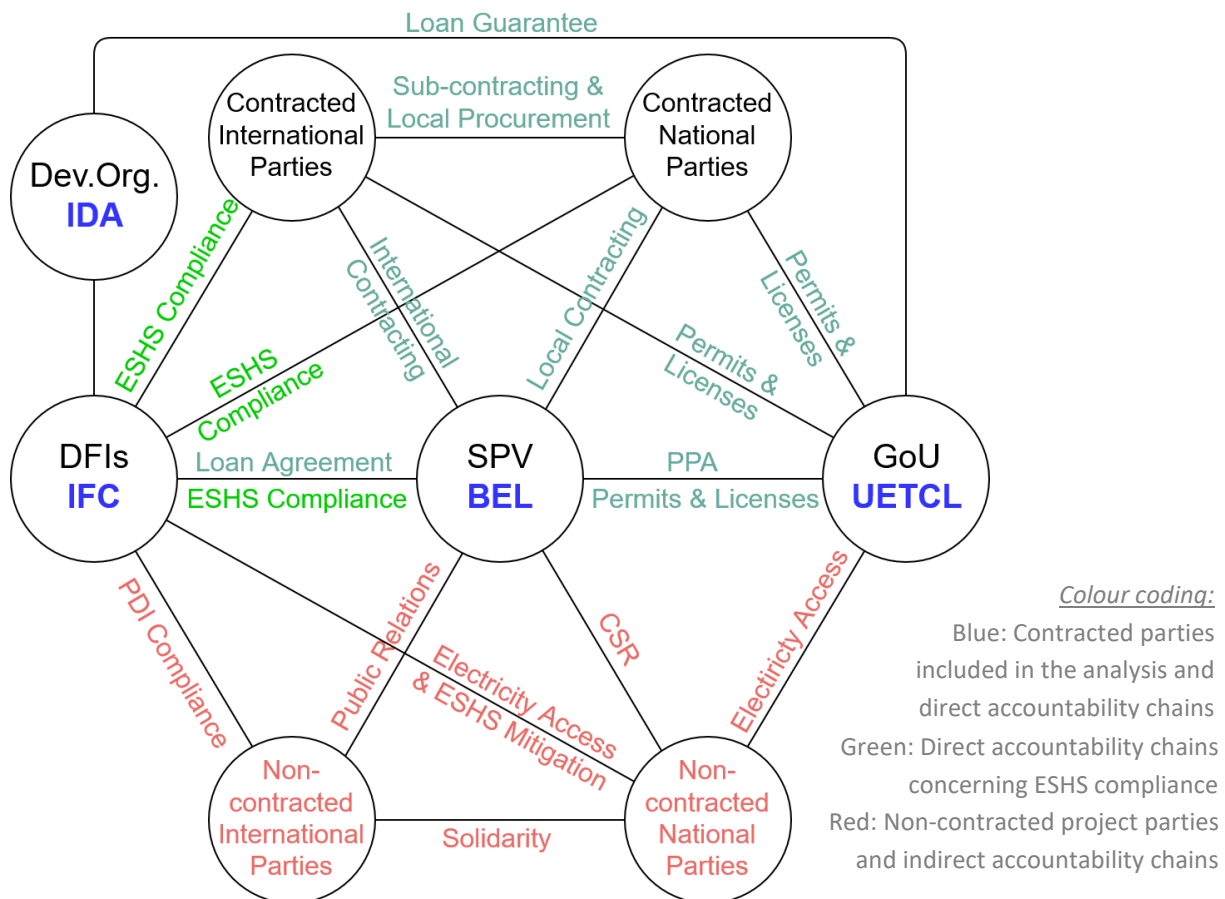 Loan Guarantee
Contracted
International
Parties
Sub-contracting &
Local Procurement
Contracted
National
Parties
Dev.Org.
IDA
ESHS Compliance
International
Contracting
Local Contracting
Permits &
Licenses
ESHS
Compliance
Permits &
Licenses
DFIs
IFC
Loan Agreement
ESHS Compliance
SPV
BEL
PPA
Permits & Licenses
GoU
UETCL
PDI Compliance
Public Relations
Electricity Access
& ESHS Mitigation
CSR
Electiricty Access
Non-
contracted
International
Parties
Solidarity
Non-
contracted
National
Parties
Colour coding:
Blue: Contracted parties
included in the analysis and
direct accountability chains
Green: Direct accountability chains
concerning ESHS compliance
Red: Non-contracted project parties
and indirect accountability chains